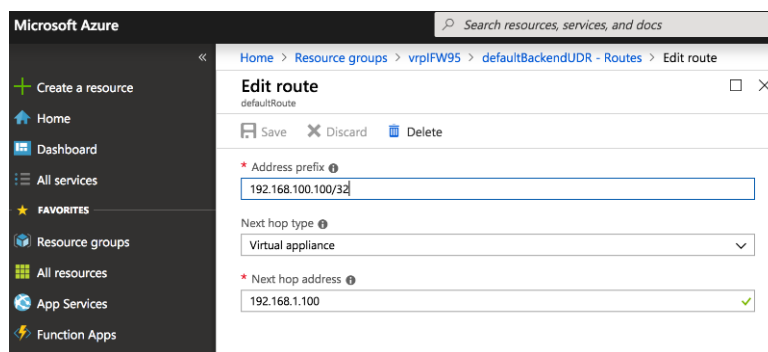 Microsoft Azure
Search resources, services, and docs
«
Home > Resource groups > vrpIFW95 > defaultBackendUDR - Routes > Edit route
Create a resource
Home
Dashboard
All services
FAVORITES
Resource groups
All resources
App Services
Function Apps
Edit route
defaultRoute
Save Discard Delete
* Address prefix
192.168.100.100/32
Next hop type
Virtual appliance
* Next hop address
192.168.1.100